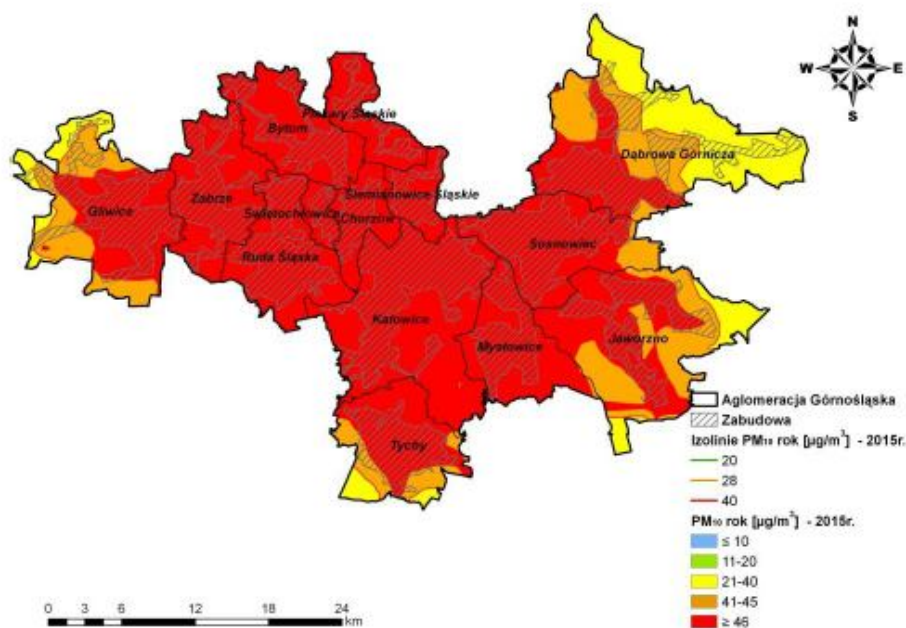 N
W E
S
Piekary Śląskie
Bytom
Dąbrowa Górnicza
Siemianowice Śląskie
Gliwice
Zabrze
Świętochłowice
Chorzów
Sosnowiec
Ruda Śląska
Katowice
Mysłowice
Jaworzno
Tychy
Aglomeracja Górnośląska
Zabudowa
Izolinie PM₁₀ rok [µg/m³] - 2015r.
20
28
40
PM₁₀ rok [µg/m³] - 2015r.
≤ 10
11-20
21-40
41-45
≥ 46
0 3 6 12 18 24
km